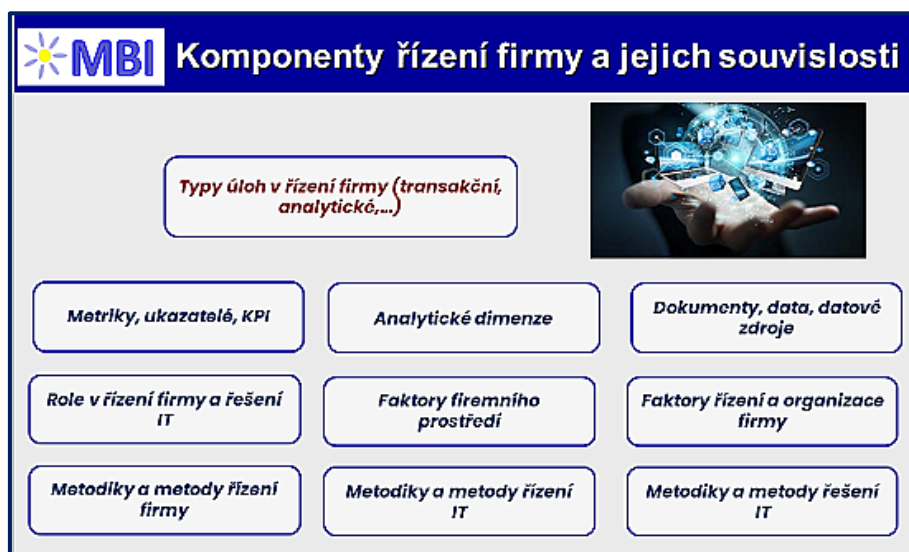 MBI Komponenty řízení firmy a jejich souvislosti
Typy úloh v řízení firmy (transakční,
analytické,...)
Metriky, ukazatelé, KPI
Analytické dimenze
Dokumenty, data, datové
zdroje
Role v řízení firmy a řešení
IT
Faktory firemního
prostředí
Faktory řízení a organizace
firmy
Metodiky a metody řízení
firmy
Metodiky a metody řízení
IT
Metodiky a metody řešení
IT